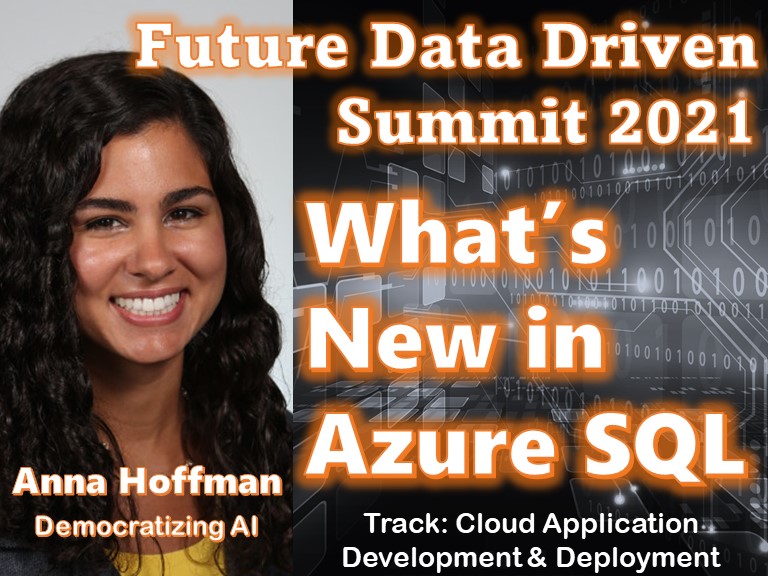 Future Data Driven
Summit 2021
What's
New in
Azure SQL
Anna Hoffman
Democratizing AI
Track: Cloud Application
Development & Deployment